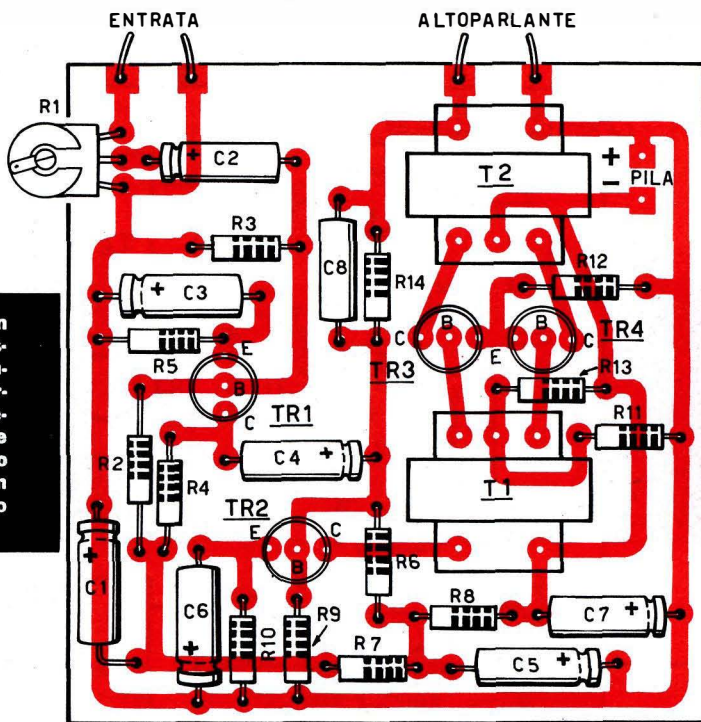 ENTRATA
ALTOPARLANTE
R1
C2
T2
+
-
PILA
R3
C3
C8
R14
R12
R5
E
B
C
TR1
C
B
E
B
C
TR4
TR3
R13
R11
R2
R4
C4
T1
TR2
E
B
C
R6
C1
C6
R10
R9
R8
C7
R7
C5